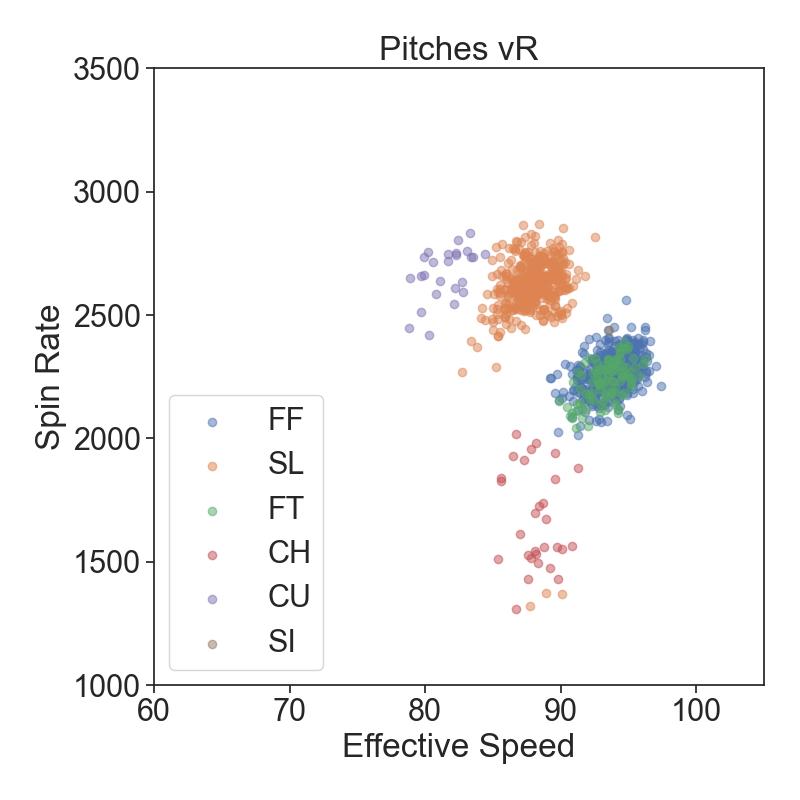 Pitches vR
3500
3000
2500
2000
1500
1000
Spin Rate
FF
SL
FT
CH
CU
SI
60
70
80
90
100
Effective Speed